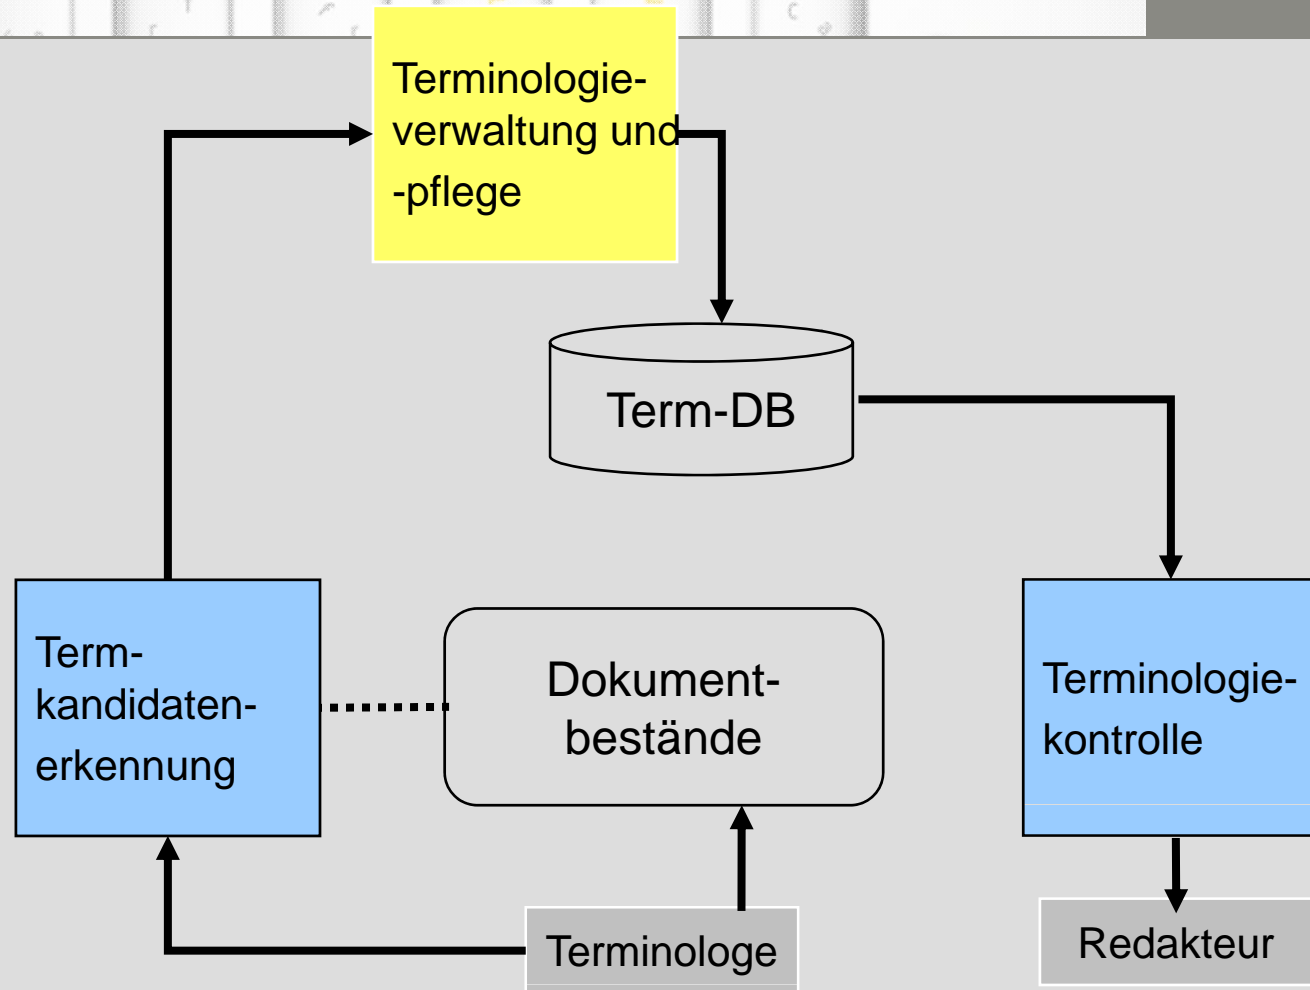 Terminologie-
verwaltung und
-pflege
Term-DB
Term-
kandidaten-
erkennung
Dokument-
bestände
Terminologie-
kontrolle
Terminologe
Redakteur